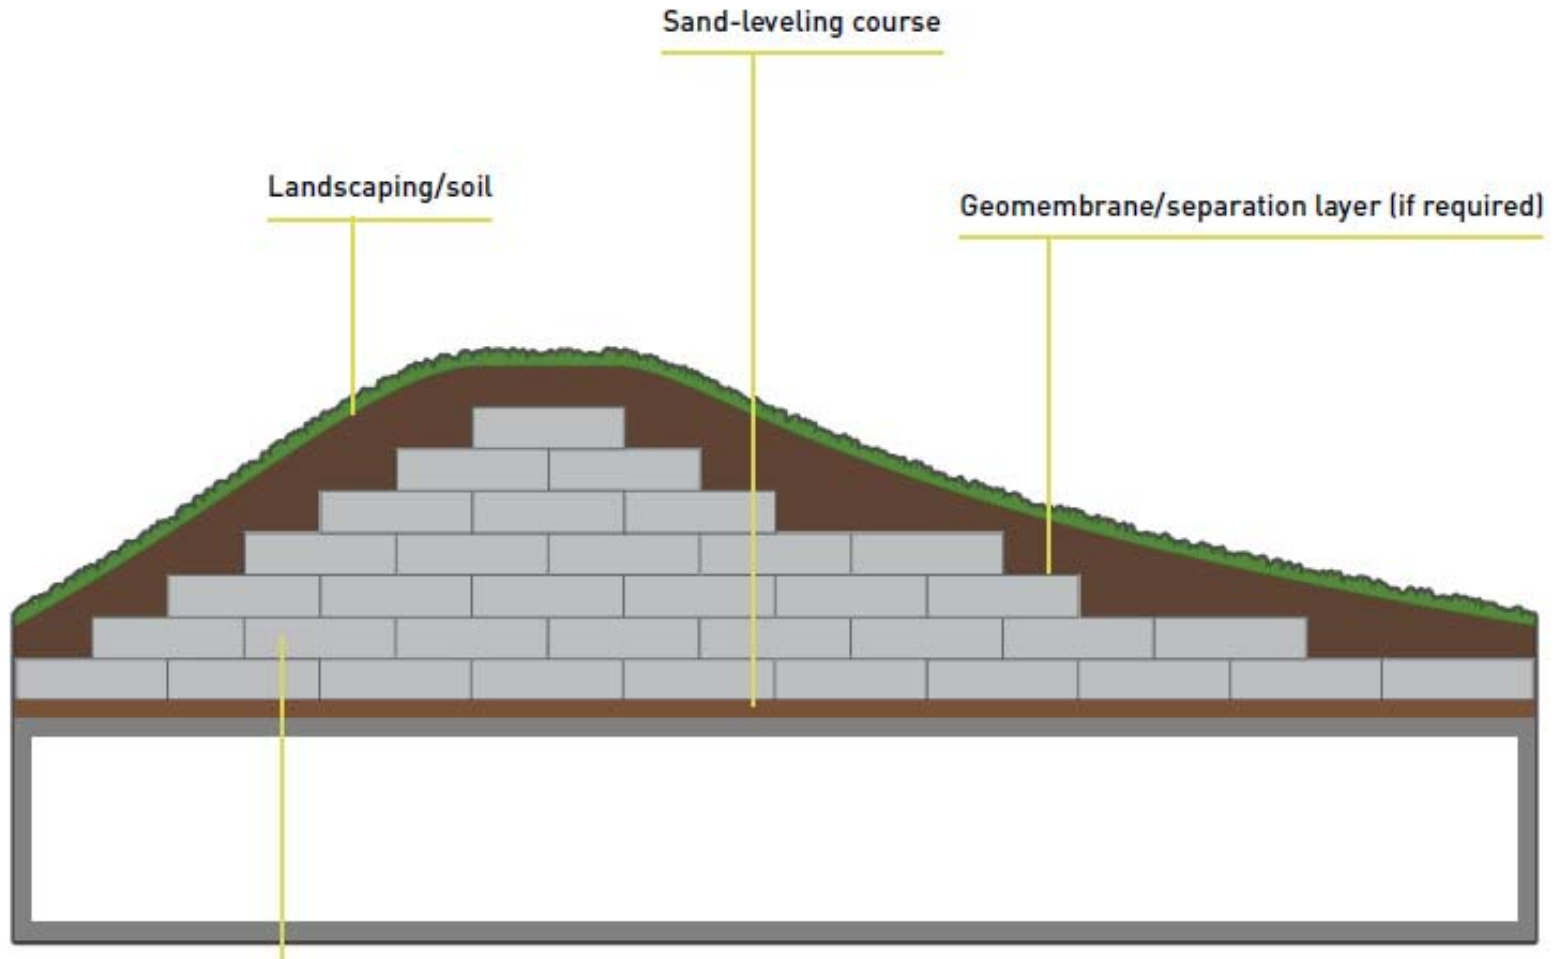 Sand-leveling course
Landscaping/soil
Geomembrane/separation layer (if required)